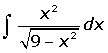 ∫ x²/√(9 − x²) dx